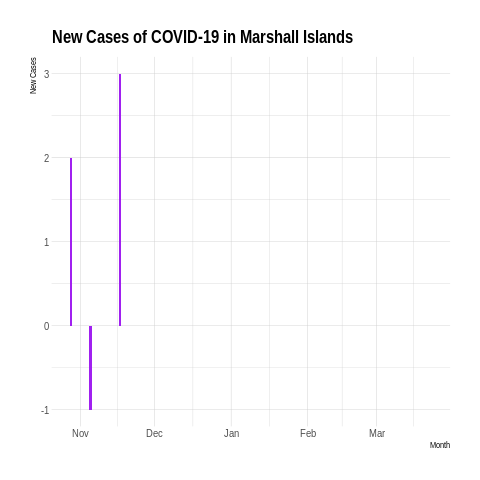 New Cases of COVID-19 in Marshall Islands
New Cases
3
2
1
0
-1
Nov Dec Jan Feb Mar
Month